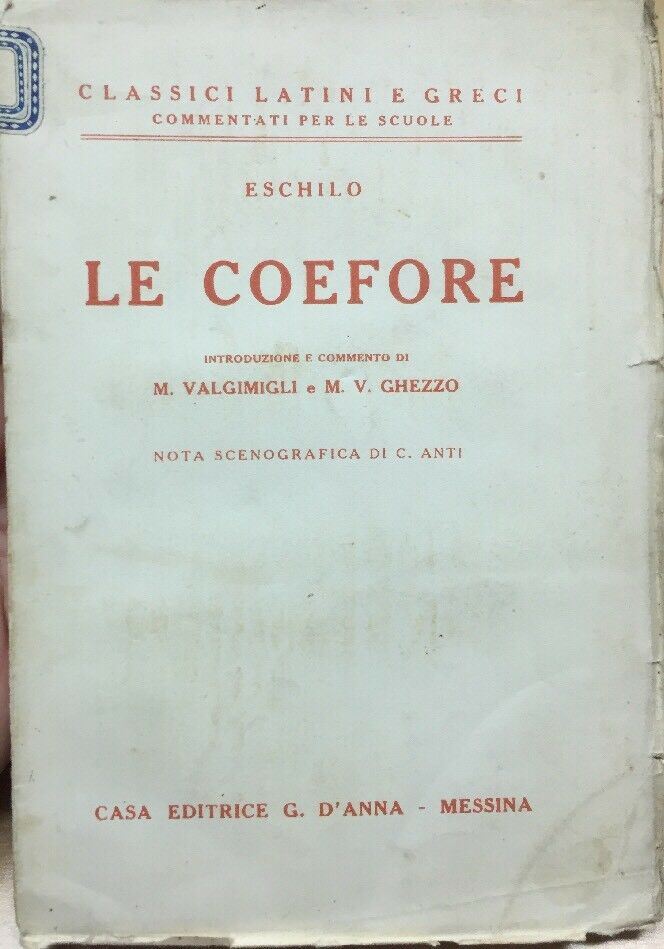 CLASSICI LATINI E GRECI
COMMENTATI PER LE SCUOLE
ESCHILO
LE COEFORE
INTRODUZIONE E COMMENTO DI
M. VALGIMIGLI e M. V. GHEZZO
NOTA SCENOGRAFICA DI C. ANTI
CASA EDITRICE G. D'ANNA - MESSINA